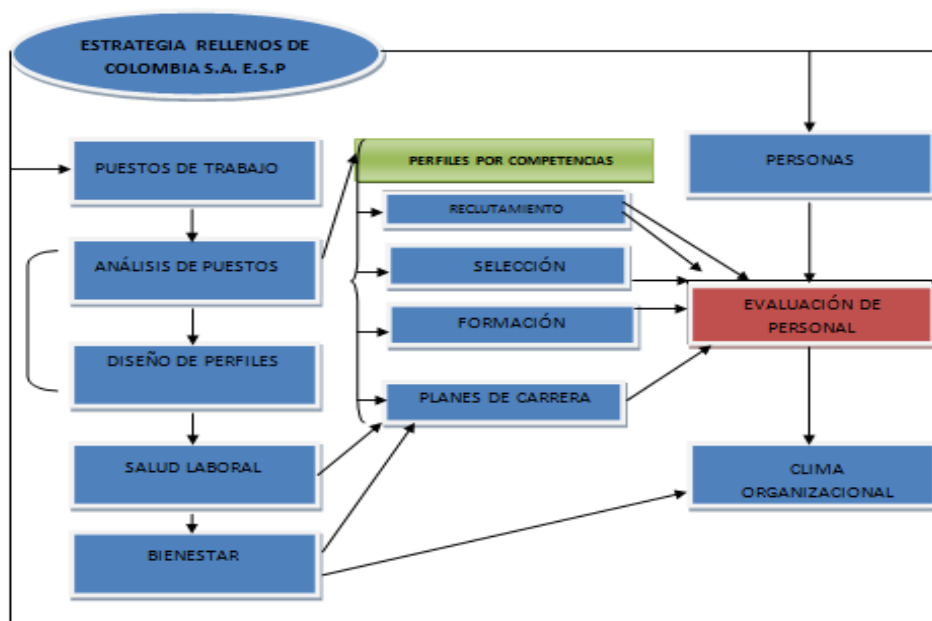 ESTRATEGIA RELLENOS DE
COLOMBIA S.A. E.S.P
PUESTOS DE TRABAJO
ANÁLISIS DE PUESTOS
DISEÑO DE PERFILES
SALUD LABORAL
BIENESTAR
PERFILES POR COMPETENCIAS
RECLUTAMIENTO
SELECCIÓN
FORMACIÓN
PLANES DE CARRERA
PERSONAS
EVALUACIÓN DE
PERSONAL
CLIMA
ORGANIZACIONAL